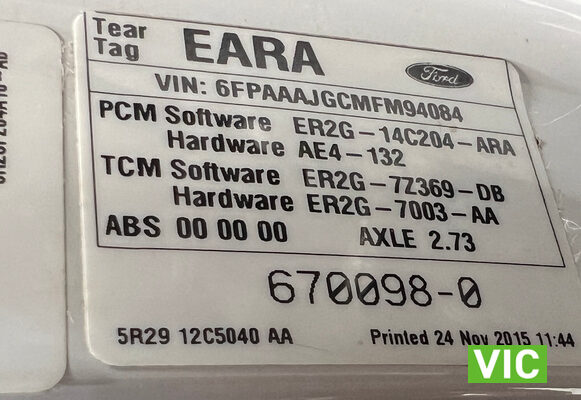 Tear Tag EARA
Ford
VIN: 6FPAAAJGCMFM94084
PCM Software ER2G-14C204-ARA
Hardware AE4-132
TCM Software ER2G-7Z369-DB
Hardware ER2G-7003-AA
ABS 00 00 00 AXLE 2.73
670098-0
5R29 12C5040 AA Printed 24 Nov 2015 11:44
VIC